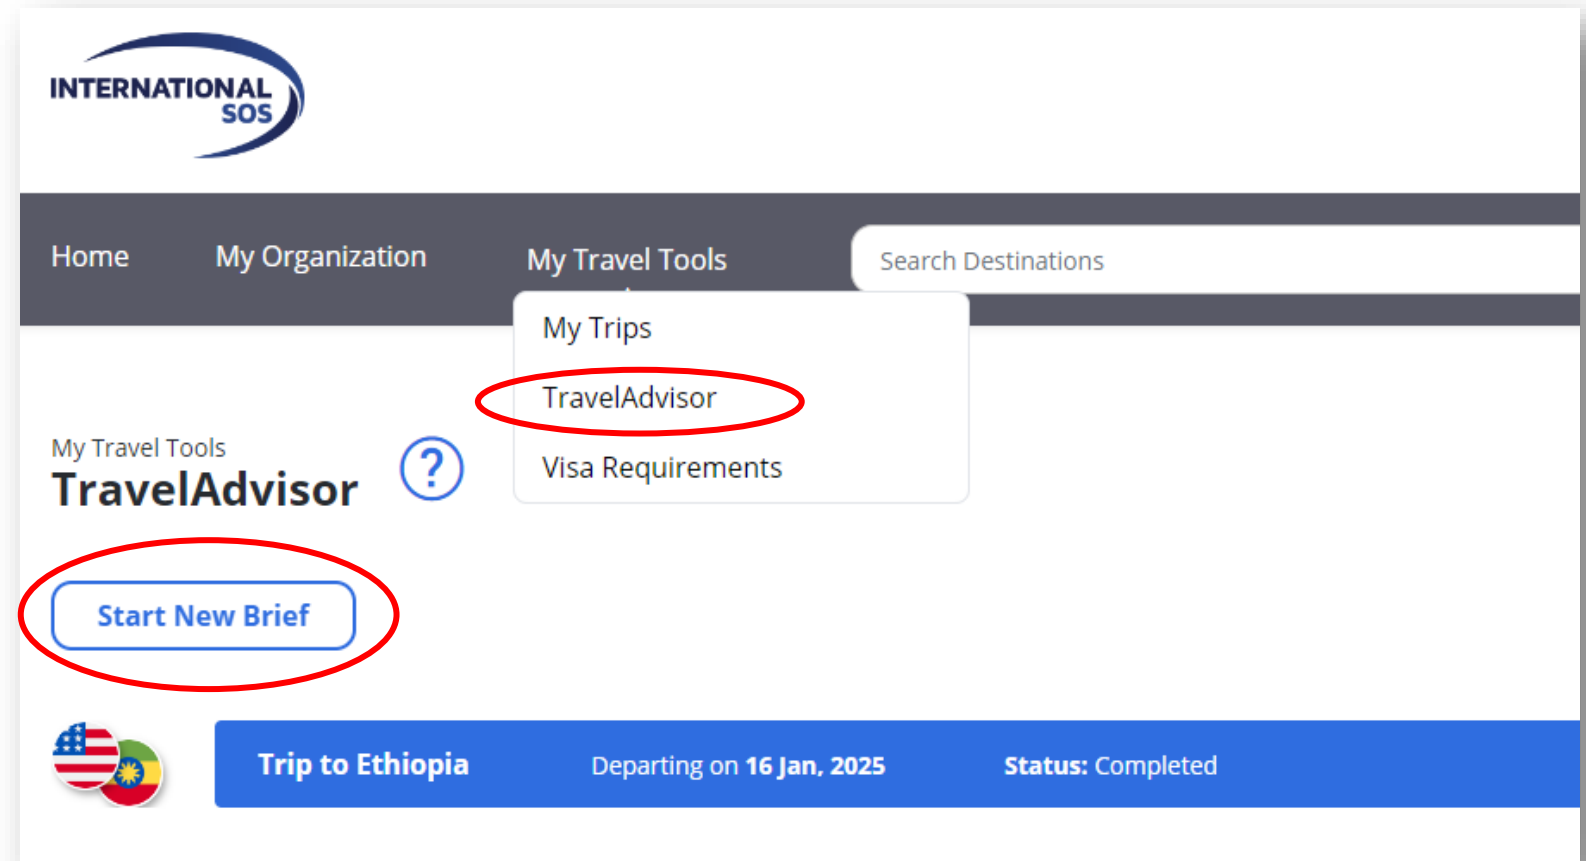 INTERNATIONAL
SOS
Home My Organization My Travel Tools Search Destinations
My Trips
TravelAdvisor
Visa Requirements
My Travel Tools
TravelAdvisor ?
Start New Brief
Trip to Ethiopia Departing on 16 Jan, 2025 Status: Completed